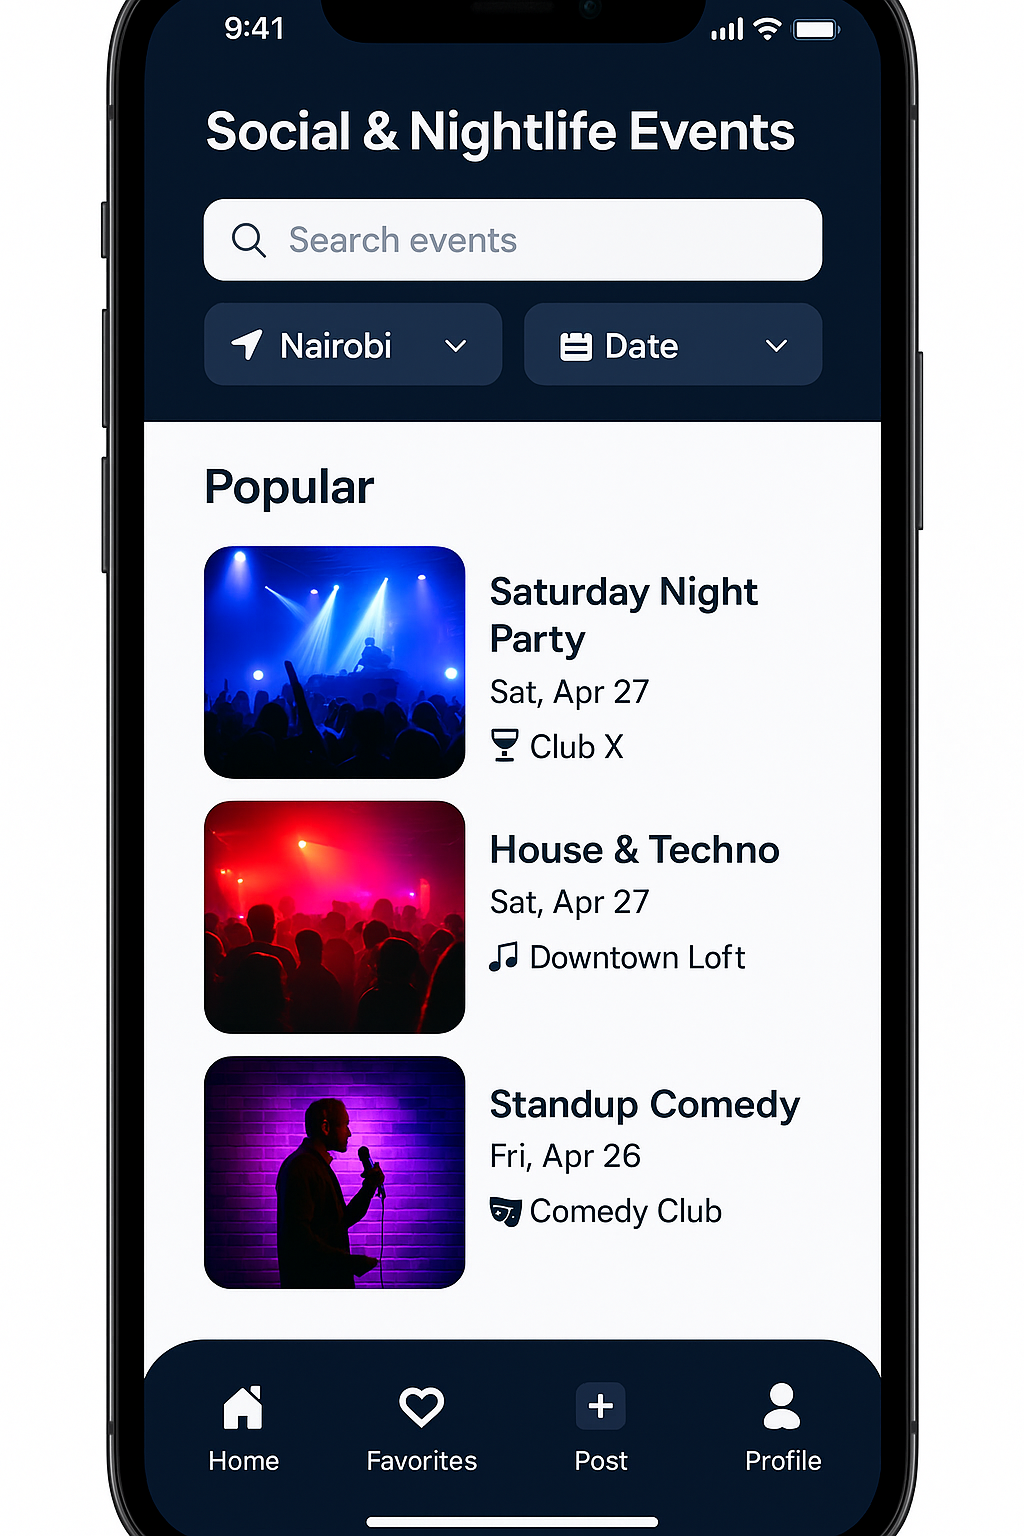 9:41
Social & Nightlife Events
Search events
Nairobi
Date
Popular
Saturday Night
Party
Sat, Apr 27
Club X
House & Techno
Sat, Apr 27
Downtown Loft
Standup Comedy
Fri, Apr 26
Comedy Club
Home
Favorites
Post
Profile